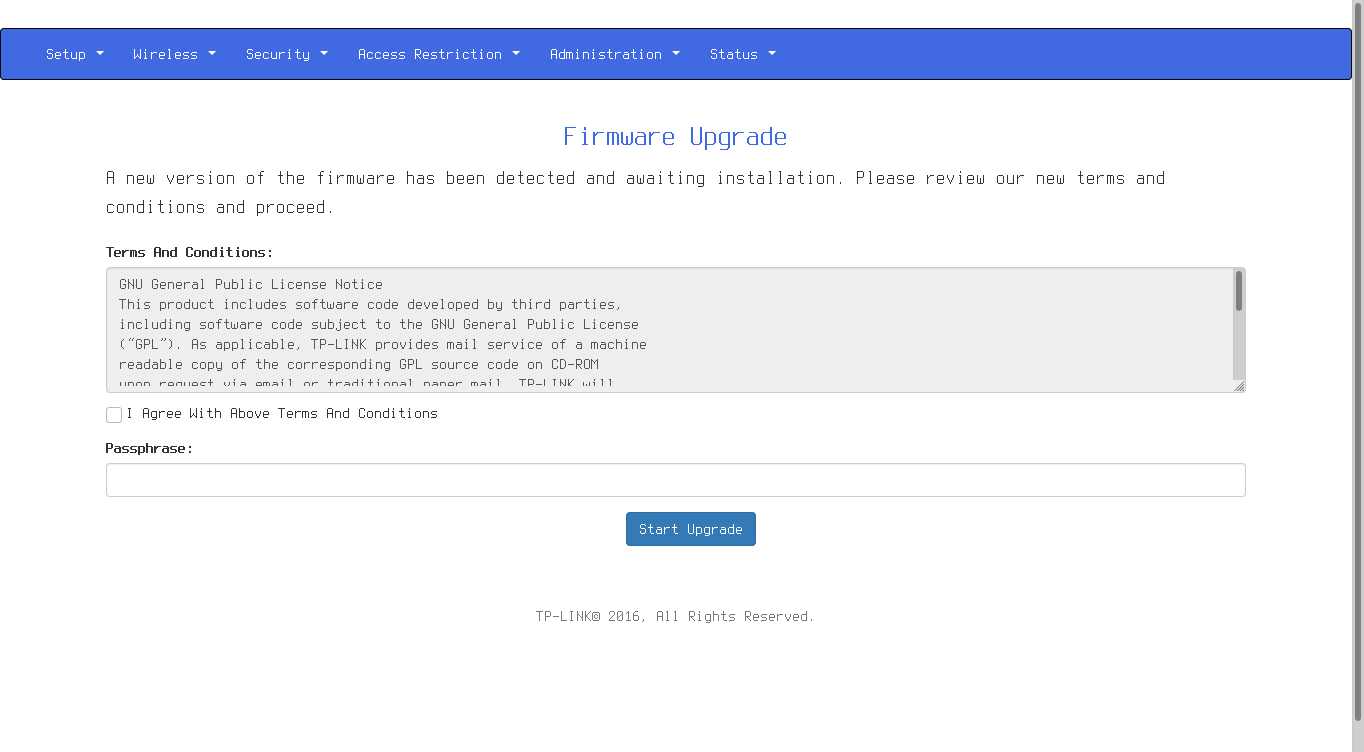 Setup Wireless Security Access Restriction Administration Status
Firmware Upgrade
A new version of the firmware has been detected and awaiting installation. Please review our new terms and
conditions and proceed.
Terms And Conditions:
GNU General Public License Notice
This product includes software code developed by third parties,
including software code subject to the GNU General Public License
(“GPL”). As applicable, TP-LINK provides mail service of a machine
readable copy of the corresponding GPL source code on CD-ROM
upon request via email or traditional paper mail. TP-LINK will
I Agree With Above Terms And Conditions
Passphrase:
Start Upgrade
TP-LINK© 2016, All Rights Reserved.